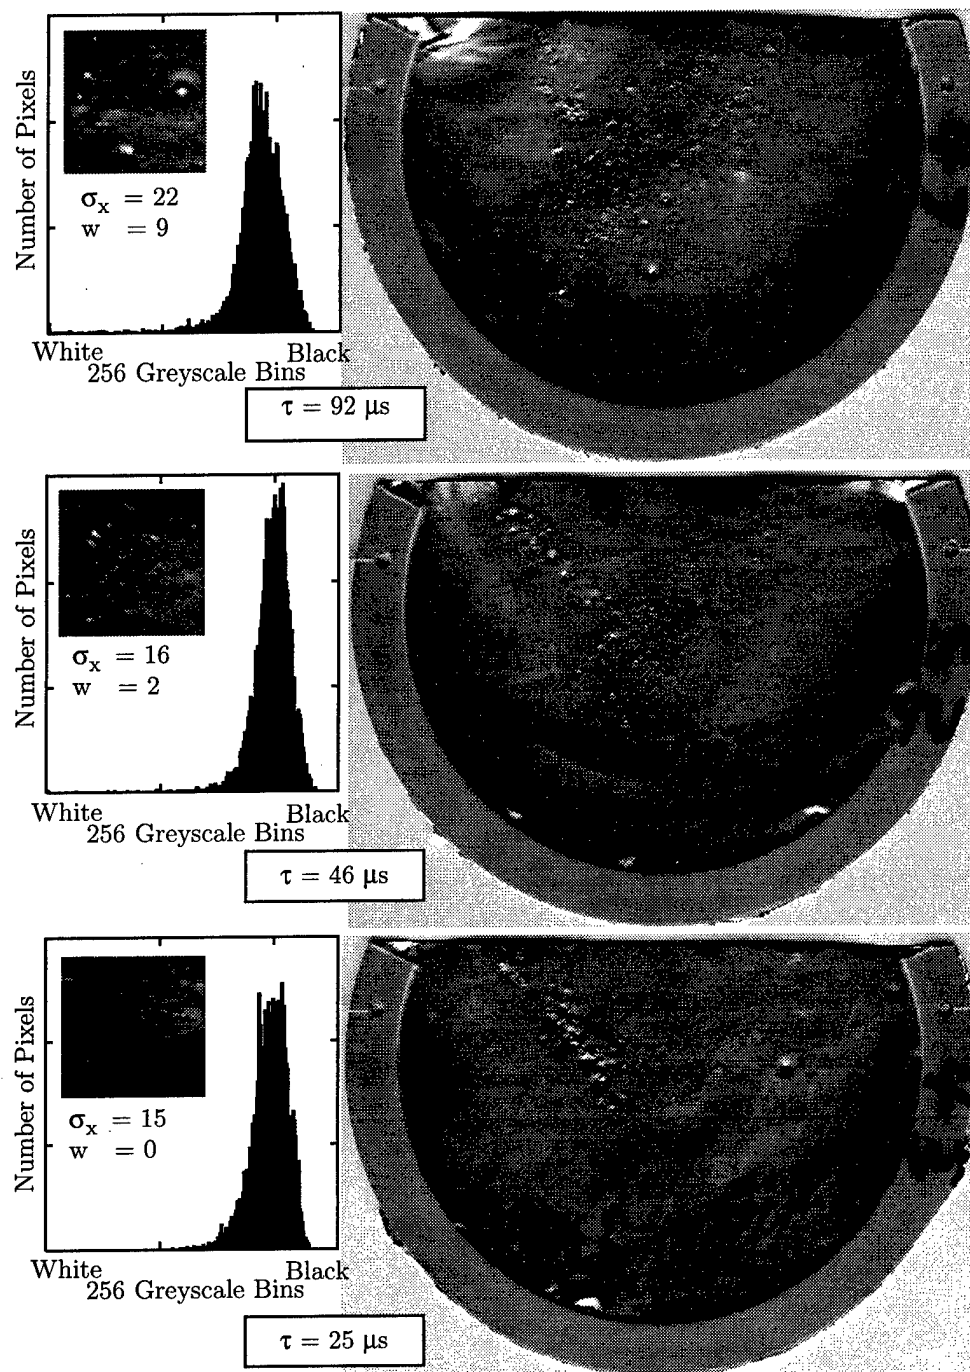 Number of Pixels
σx = 22
w = 9
White
Black
256 Greyscale Bins
τ = 92 μs
Number of Pixels
σx = 16
w = 2
White
Black
256 Greyscale Bins
τ = 46 μs
Number of Pixels
σx = 15
w = 0
White
Black
256 Greyscale Bins
τ = 25 μs